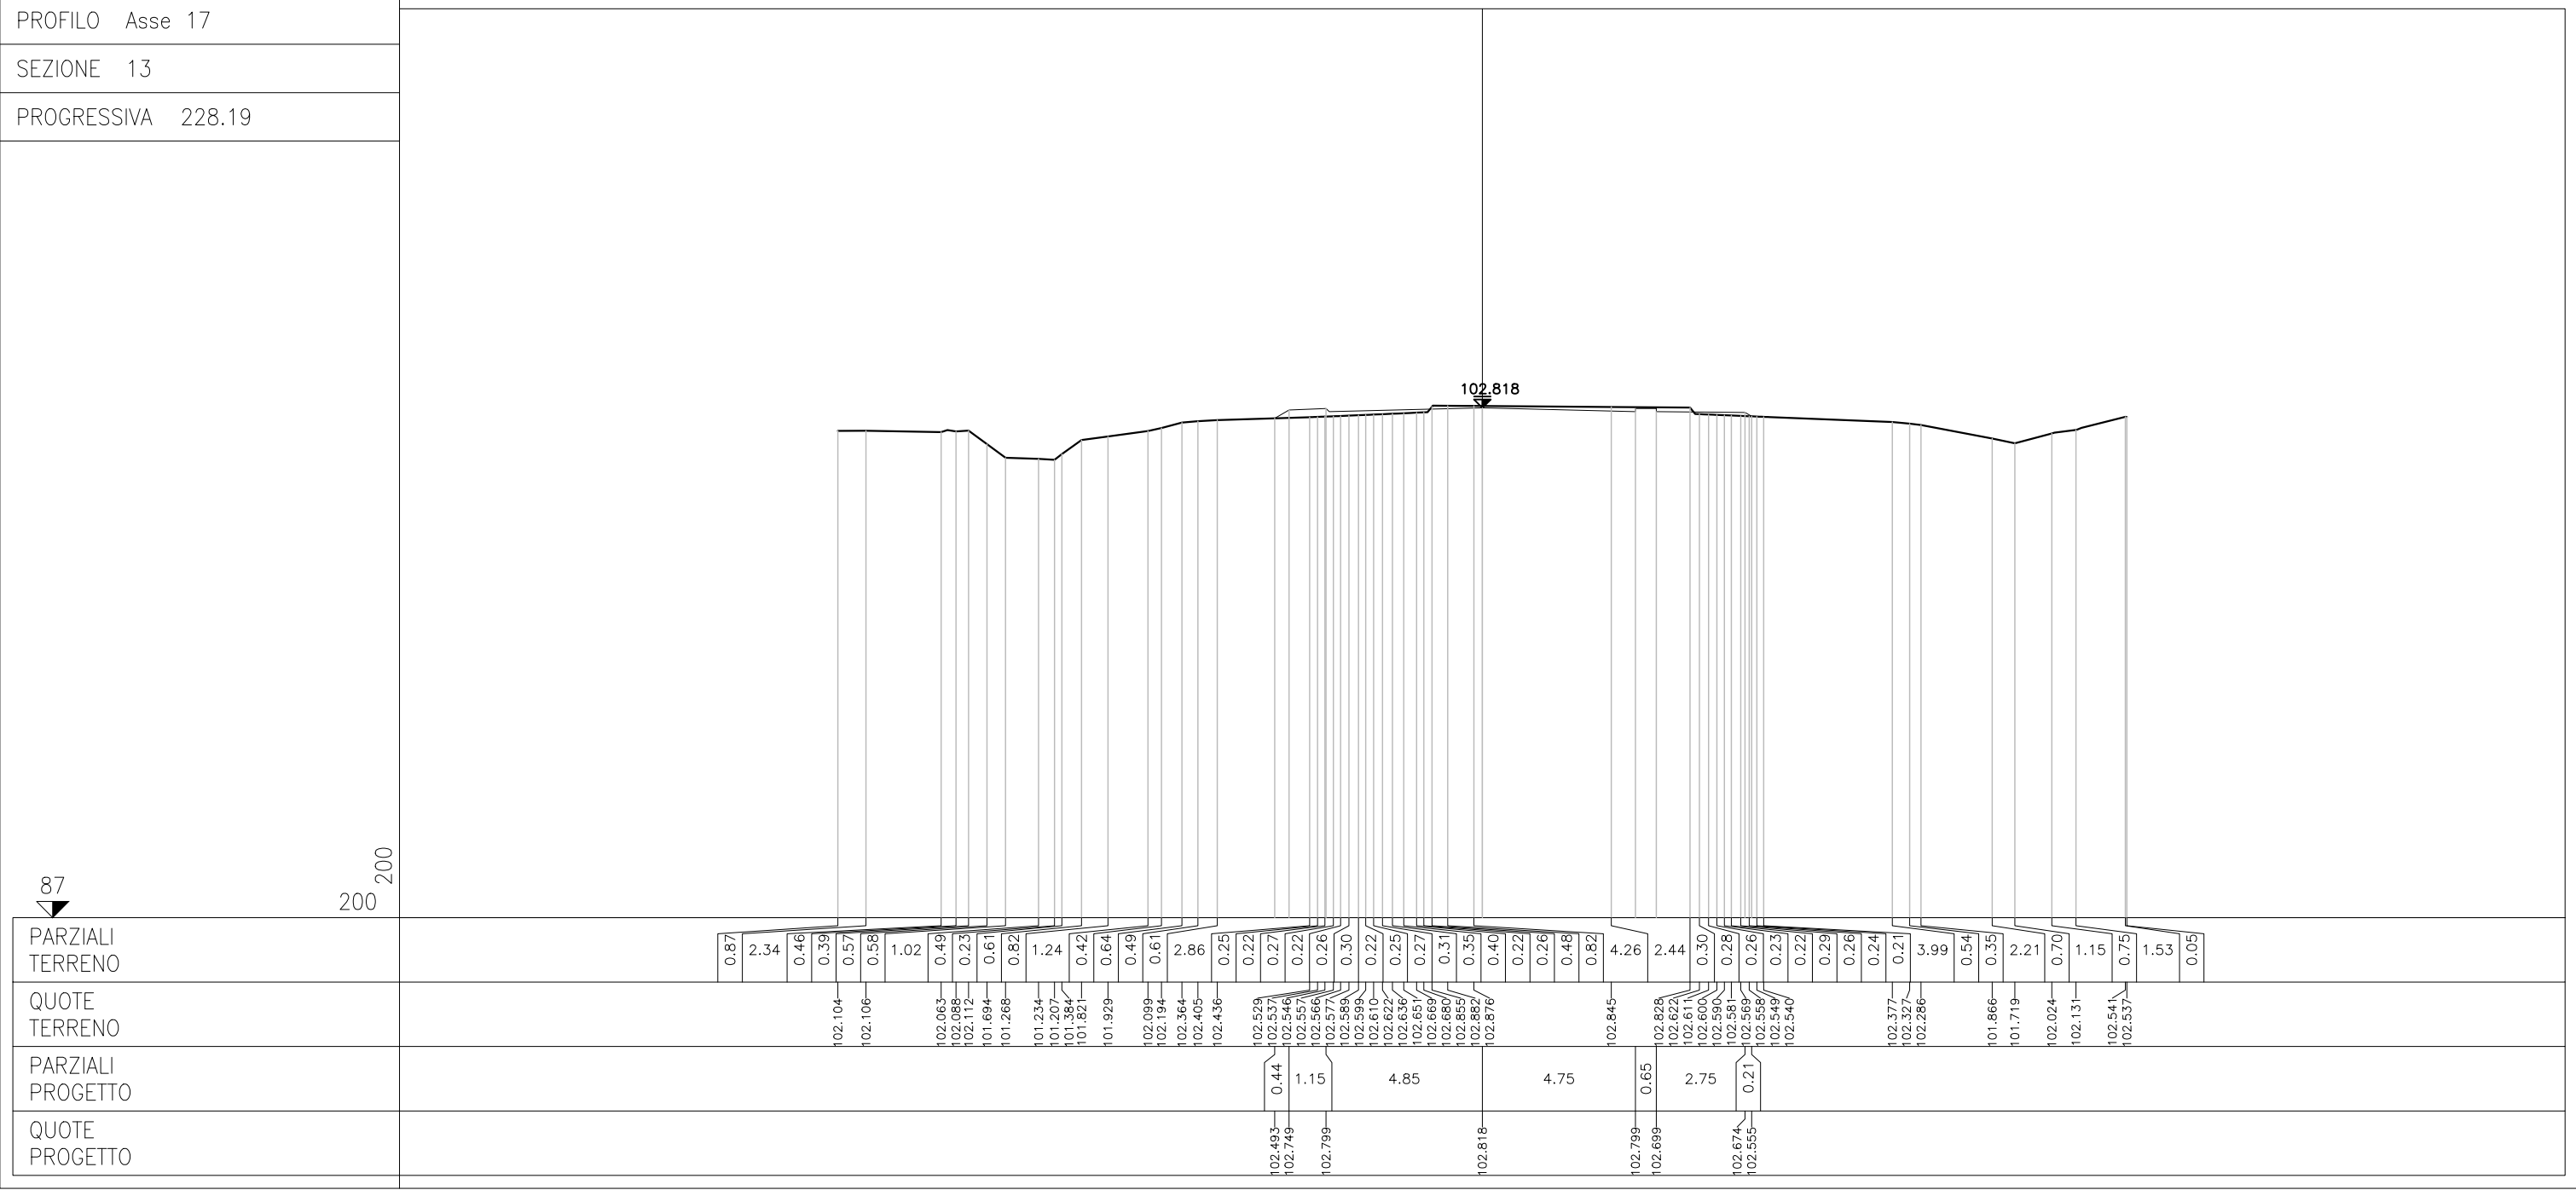 PROFILO Asse 17
SEZIONE 13
PROGRESSIVA 228.19
102.818
200
87
200
PARZIALI
TERRENO
0.87 2.34 0.46 0.39 0.57 0.58 1.02 0.49 0.23 0.61 0.82 1.24 0.42 0.64 0.49 0.61 2.86 0.25 0.22 0.27 0.22 0.26 0.30 0.22 0.25 0.27 0.31 0.35 0.40 0.22 0.26 0.48 0.82 4.26 2.44 0.30 0.28 0.26 0.23 0.22 0.29 0.26 0.24 0.21 3.99 0.54 0.35 2.21 0.70 1.15 0.75 1.53 0.05
QUOTE
TERRENO
102.104 102.106 102.063 102.088 102.112 101.694 101.268 101.234 101.207 101.384 101.821 101.929 102.099 102.194 102.364 102.405 102.436 102.529 102.537 102.546 102.557 102.566 102.577 102.589 102.599 102.610 102.622 102.636 102.651 102.669 102.680 102.855 102.882 102.876 102.845 102.828 102.622 102.611 102.600 102.590 102.581 102.569 102.558 102.549 102.540 102.377 102.327 102.286 101.866 101.719 102.024 102.131 102.541 102.537
PARZIALI
PROGETTO
0.44 1.15 4.85 4.75 0.65 2.75 0.21
QUOTE
PROGETTO
102.493 102.749 102.799 102.818 102.799 102.699 102.674 102.555